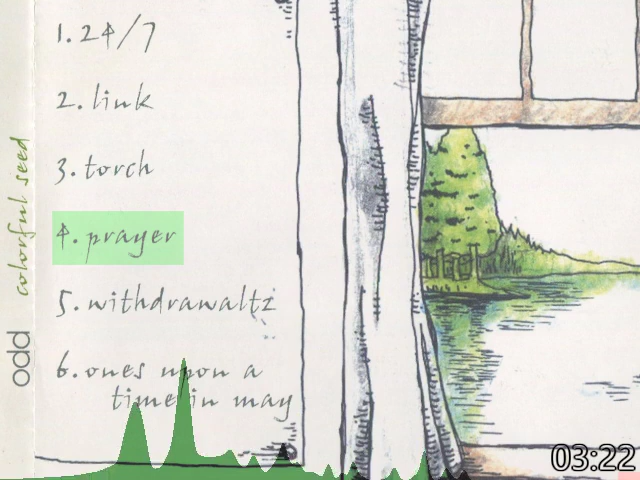 1. 24/7
2. link
3. torch
4. prayer
5. withdrawaltz
6. ones upon a
time in may
odd colorful seed
03:22